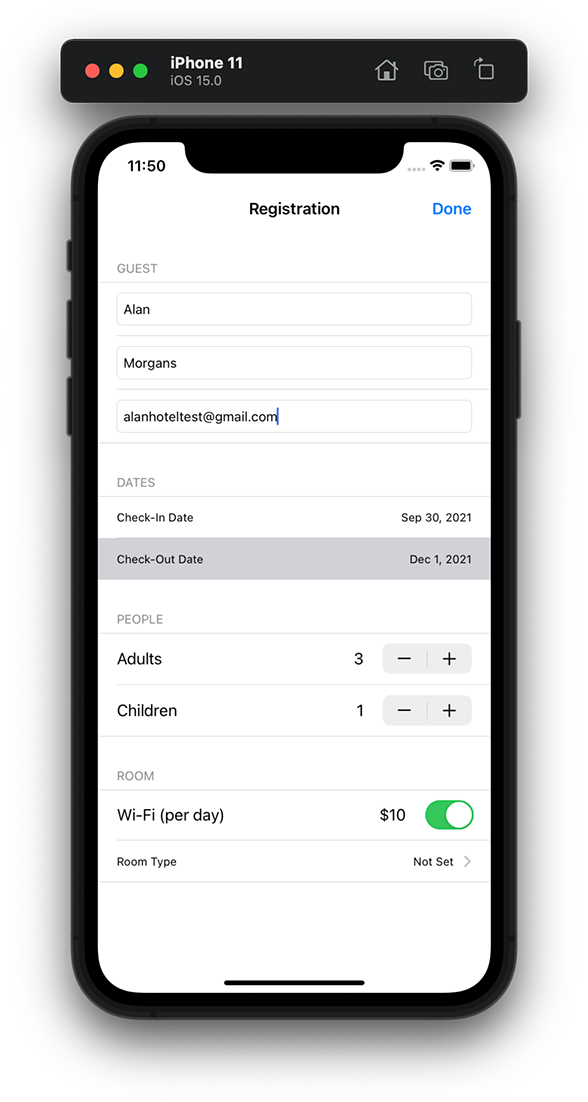 iPhone 11
iOS 15.0
11:50
Registration Done
GUEST
Alan
Morgans
alanhoteltest@gmail.com
DATES
Check-In Date Sep 30, 2021
Check-Out Date Dec 1, 2021
PEOPLE
Adults 3 − +
Children 1 − +
ROOM
Wi-Fi (per day) $10
Room Type Not Set